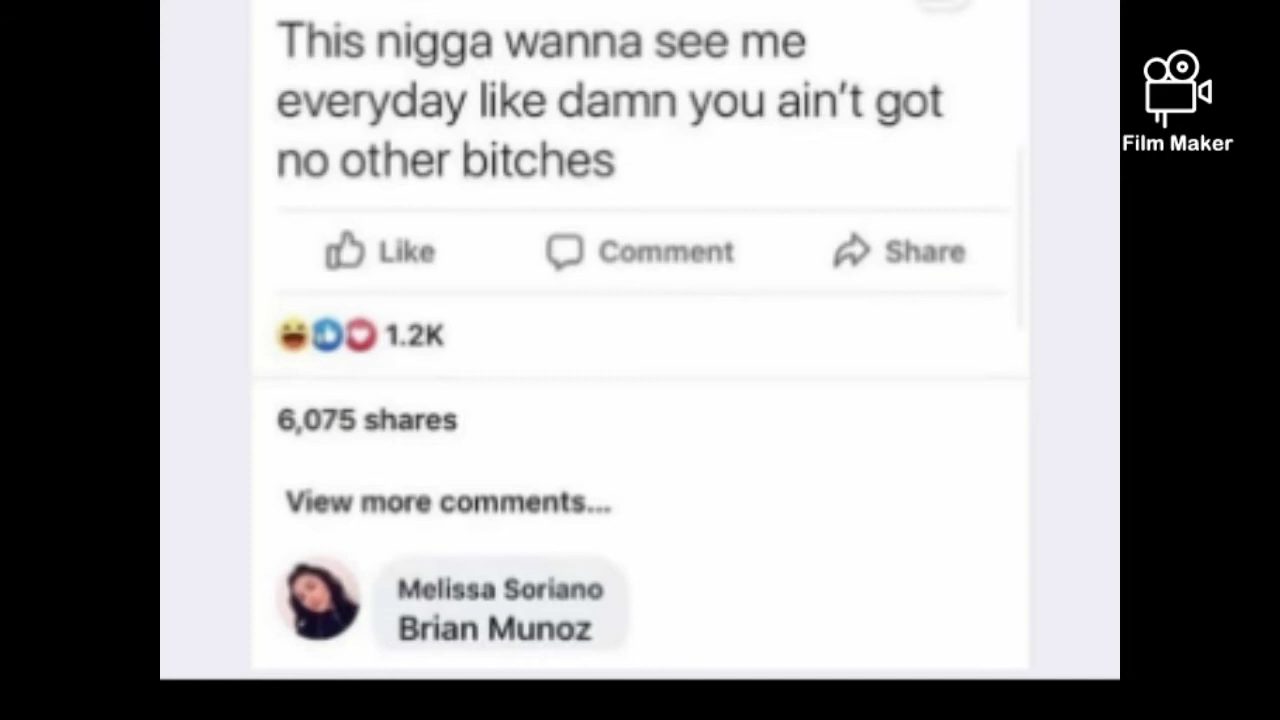 This nigga wanna see me
everyday like damn you ain't got
no other bitches
Like Comment Share
1.2K
6,075 shares
View more comments...
Melissa Soriano
Brian Munoz
Film Maker